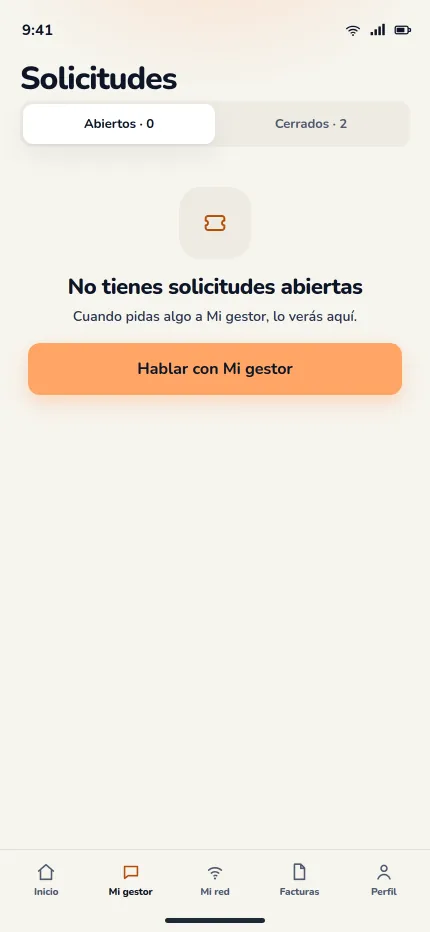 9:41
Solicitudes
Abiertos · 0
Cerrados · 2
No tienes solicitudes abiertas
Cuando pidas algo a Mi gestor, lo verás aquí.
Hablar con Mi gestor
Inicio
Mi gestor
Mi red
Facturas
Perfil